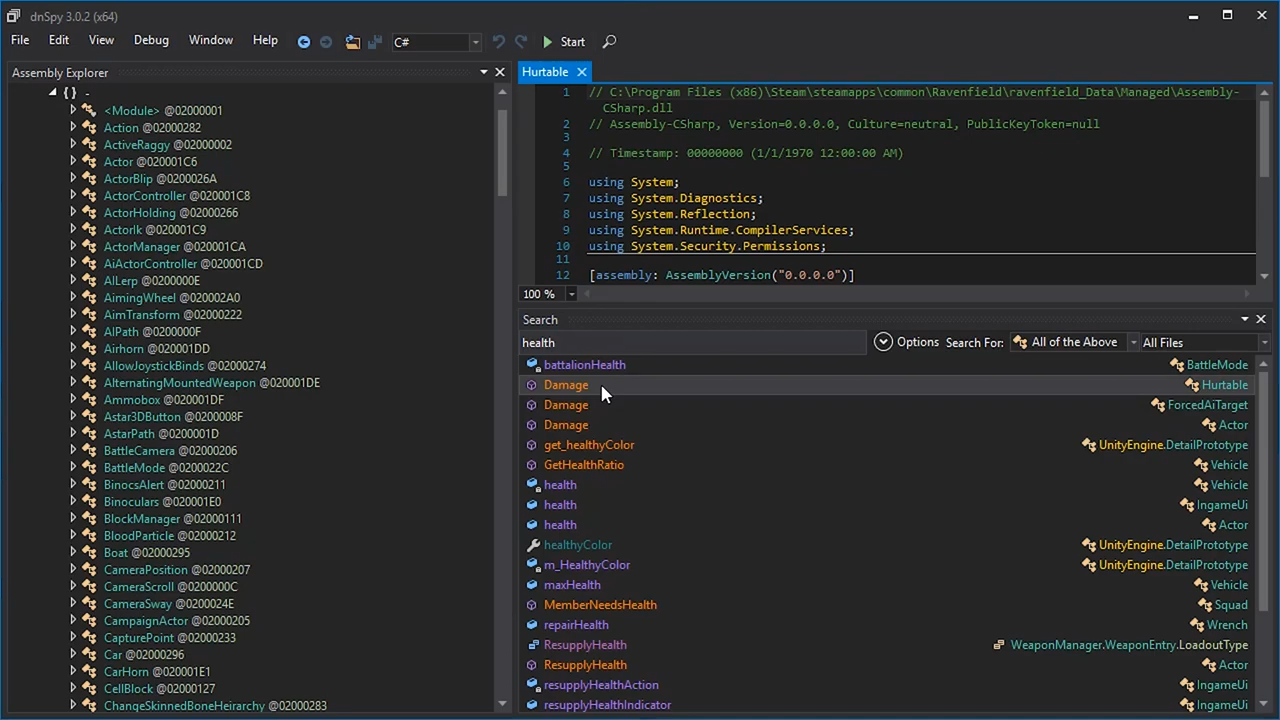 dnSpy 3.0.2 (x64)
File Edit View Debug Window Help C# Start
Assembly Explorer
{ } -
<Module> @02000001
Action @02000282
ActiveRaggy @02000002
Actor @020001C6
ActorBlip @0200026A
ActorController @020001C8
ActorHolding @02000266
ActorIk @020001C9
ActorManager @020001CA
AiActorController @020001CD
AILerp @0200000E
AimingWheel @020002A0
AimTransform @02000222
AIPath @0200000F
Airhorn @020001DD
AllowJoystickBinds @02000274
AlternatingMountedWeapon @020001DE
Ammobox @020001DF
Astar3DButton @0200008F
AstarPath @0200001D
BattleCamera @02000206
BattleMode @0200022C
BinocsAlert @02000211
Binoculars @020001E0
BlockManager @02000111
BloodParticle @02000212
Boat @02000295
CameraPosition @02000207
CameraScroll @0200000C
CameraSway @0200024E
CampaignActor @02000205
CapturePoint @02000233
Car @02000296
CarHorn @020001E1
CellBlock @02000127
ChangeSkinnedBoneHeirarchy @02000283
Hurtable
1 // C:\Program Files (x86)\Steam\steamapps\common\Ravenfield\ravenfield_Data\Managed\Assembly-
CSharp.dll
2 // Assembly-CSharp, Version=0.0.0.0, Culture=neutral, PublicKeyToken=null
3
4 // Timestamp: 00000000 (1/1/1970 12:00:00 AM)
5
6 using System;
7 using System.Diagnostics;
8 using System.Reflection;
9 using System.Runtime.CompilerServices;
10 using System.Security.Permissions;
11
12 [assembly: AssemblyVersion("0.0.0.0")]
100 %
Search
health Options Search For: All of the Above All Files
battalionHealth BattleMode
Damage Hurtable
Damage ForcedAiTarget
Damage Actor
get_healthyColor UnityEngine.DetailPrototype
GetHealthRatio Vehicle
health Vehicle
health IngameUi
health Actor
healthyColor UnityEngine.DetailPrototype
m_HealthyColor UnityEngine.DetailPrototype
maxHealth Vehicle
MemberNeedsHealth Squad
repairHealth Wrench
ResupplyHealth WeaponManager.WeaponEntry.LoadoutType
ResupplyHealth Actor
resupplyHealthAction IngameUi
resupplyHealthIndicator IngameUi